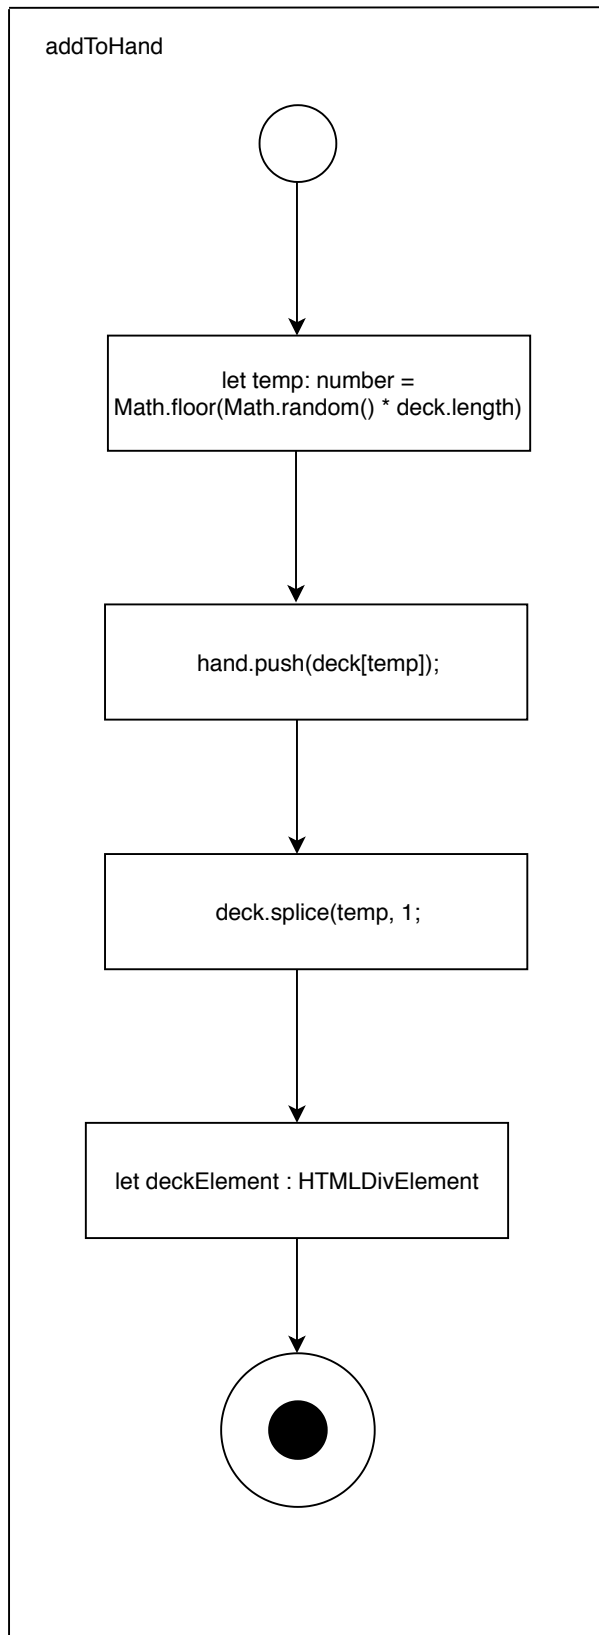 addToHand
let temp: number =
Math.floor(Math.random() * deck.length)
hand.push(deck[temp]);
deck.splice(temp, 1;
let deckElement : HTMLDivElement